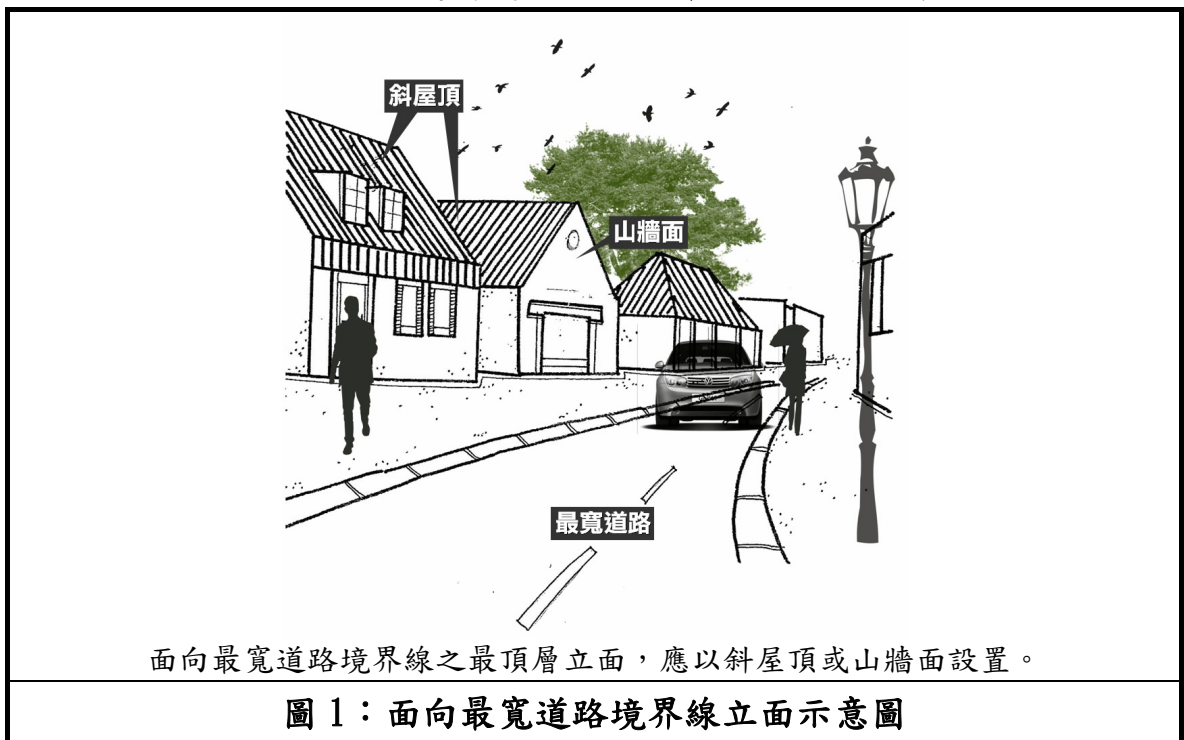 斜屋頂
山牆面
最寬道路
面向最寬道路境界線之最頂層立面，應以斜屋頂或山牆面設置。
圖1：面向最寬道路境界線立面示意圖